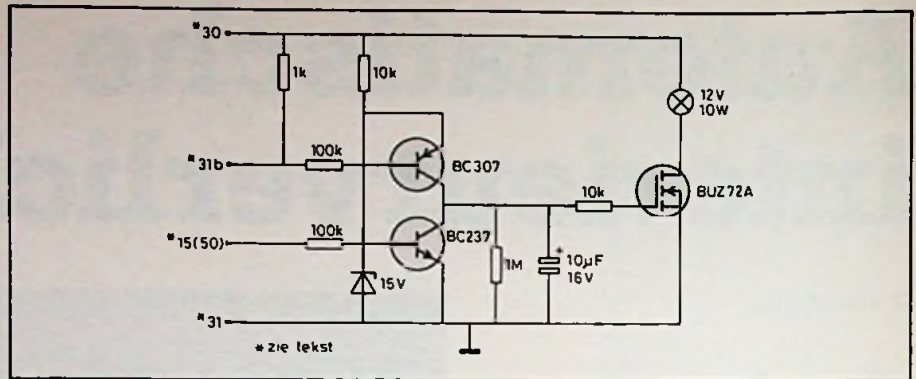 *30
1k
10k
12V
10W
*31b
100k
BC307
BUZ72A
10k
*15(50)
100k
BC237
1M
+
10µF
16V
15V
*31
* zie tekst